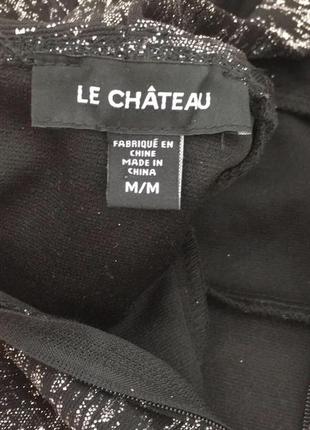 LE CHÂTEAU
FABRIQUÉ EN
CHINE
MADE IN
CHINA
M/M